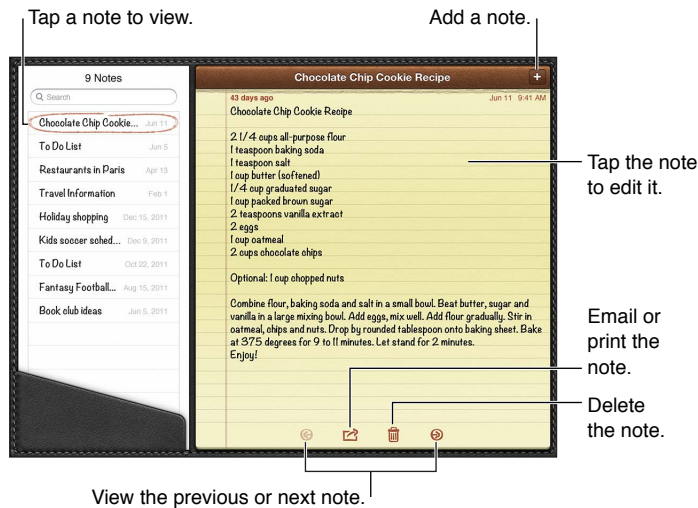 Tap a note to view.
Add a note.
9 Notes
Search
Chocolate Chip Cookie... Jun 11
To Do List Jun 5
Restaurants in Paris Apr 13
Travel Information Feb 1
Holiday shopping Dec 15, 2011
Kids soccer sched... Dec 9, 2011
To Do List Oct 22, 2011
Fantasy Football... Aug 15, 2011
Book club ideas Jun 5, 2011
Chocolate Chip Cookie Recipe
+
43 days ago Jun 11 9:41 AM
Chocolate Chip Cookie Recipe
2 1/4 cups all-purpose flour
1 teaspoon baking soda
1 teaspoon salt
1 cup butter (softened)
1/4 cup graduated sugar
1 cup packed brown sugar
2 teaspoons vanilla extract
2 eggs
1 cup oatmeal
2 cups chocolate chips
Optional: 1 cup chopped nuts
Combine flour, baking soda and salt in a small bowl. Beat butter, sugar and
vanilla in a large mixing bowl. Add eggs, mix well. Add flour gradually. Stir in
oatmeal, chips and nuts. Drop by rounded tablespoon onto baking sheet. Bake
at 375 degrees for 9 to 11 minutes. Let stand for 2 minutes.
Enjoy!
Tap the note
to edit it.
Email or
print the
note.
Delete
the note.
View the previous or next note.